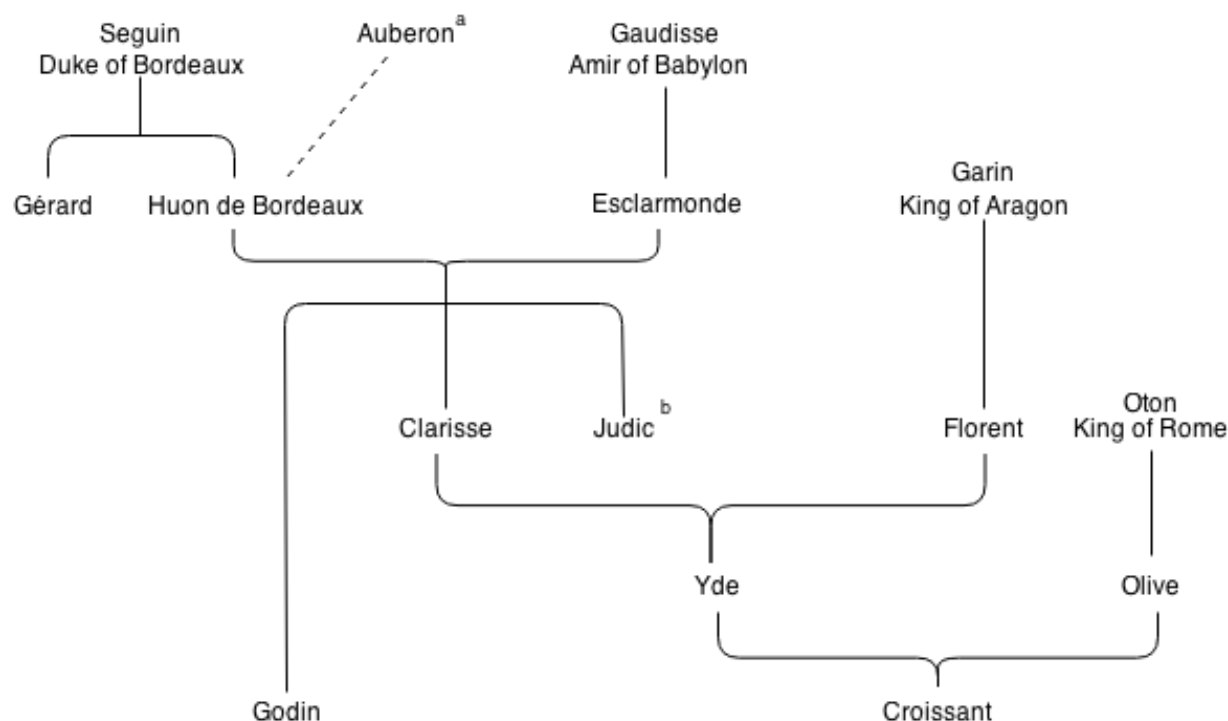 Seguin
Duke of Bordeaux
Auberon a
Gaudisse
Amir of Babylon
Gérard
Huon de Bordeaux
Esclarmonde
Garin
King of Aragon
Clarisse
Judic b
Florent
Oton
King of Rome
Yde
Olive
Godin
Croissant